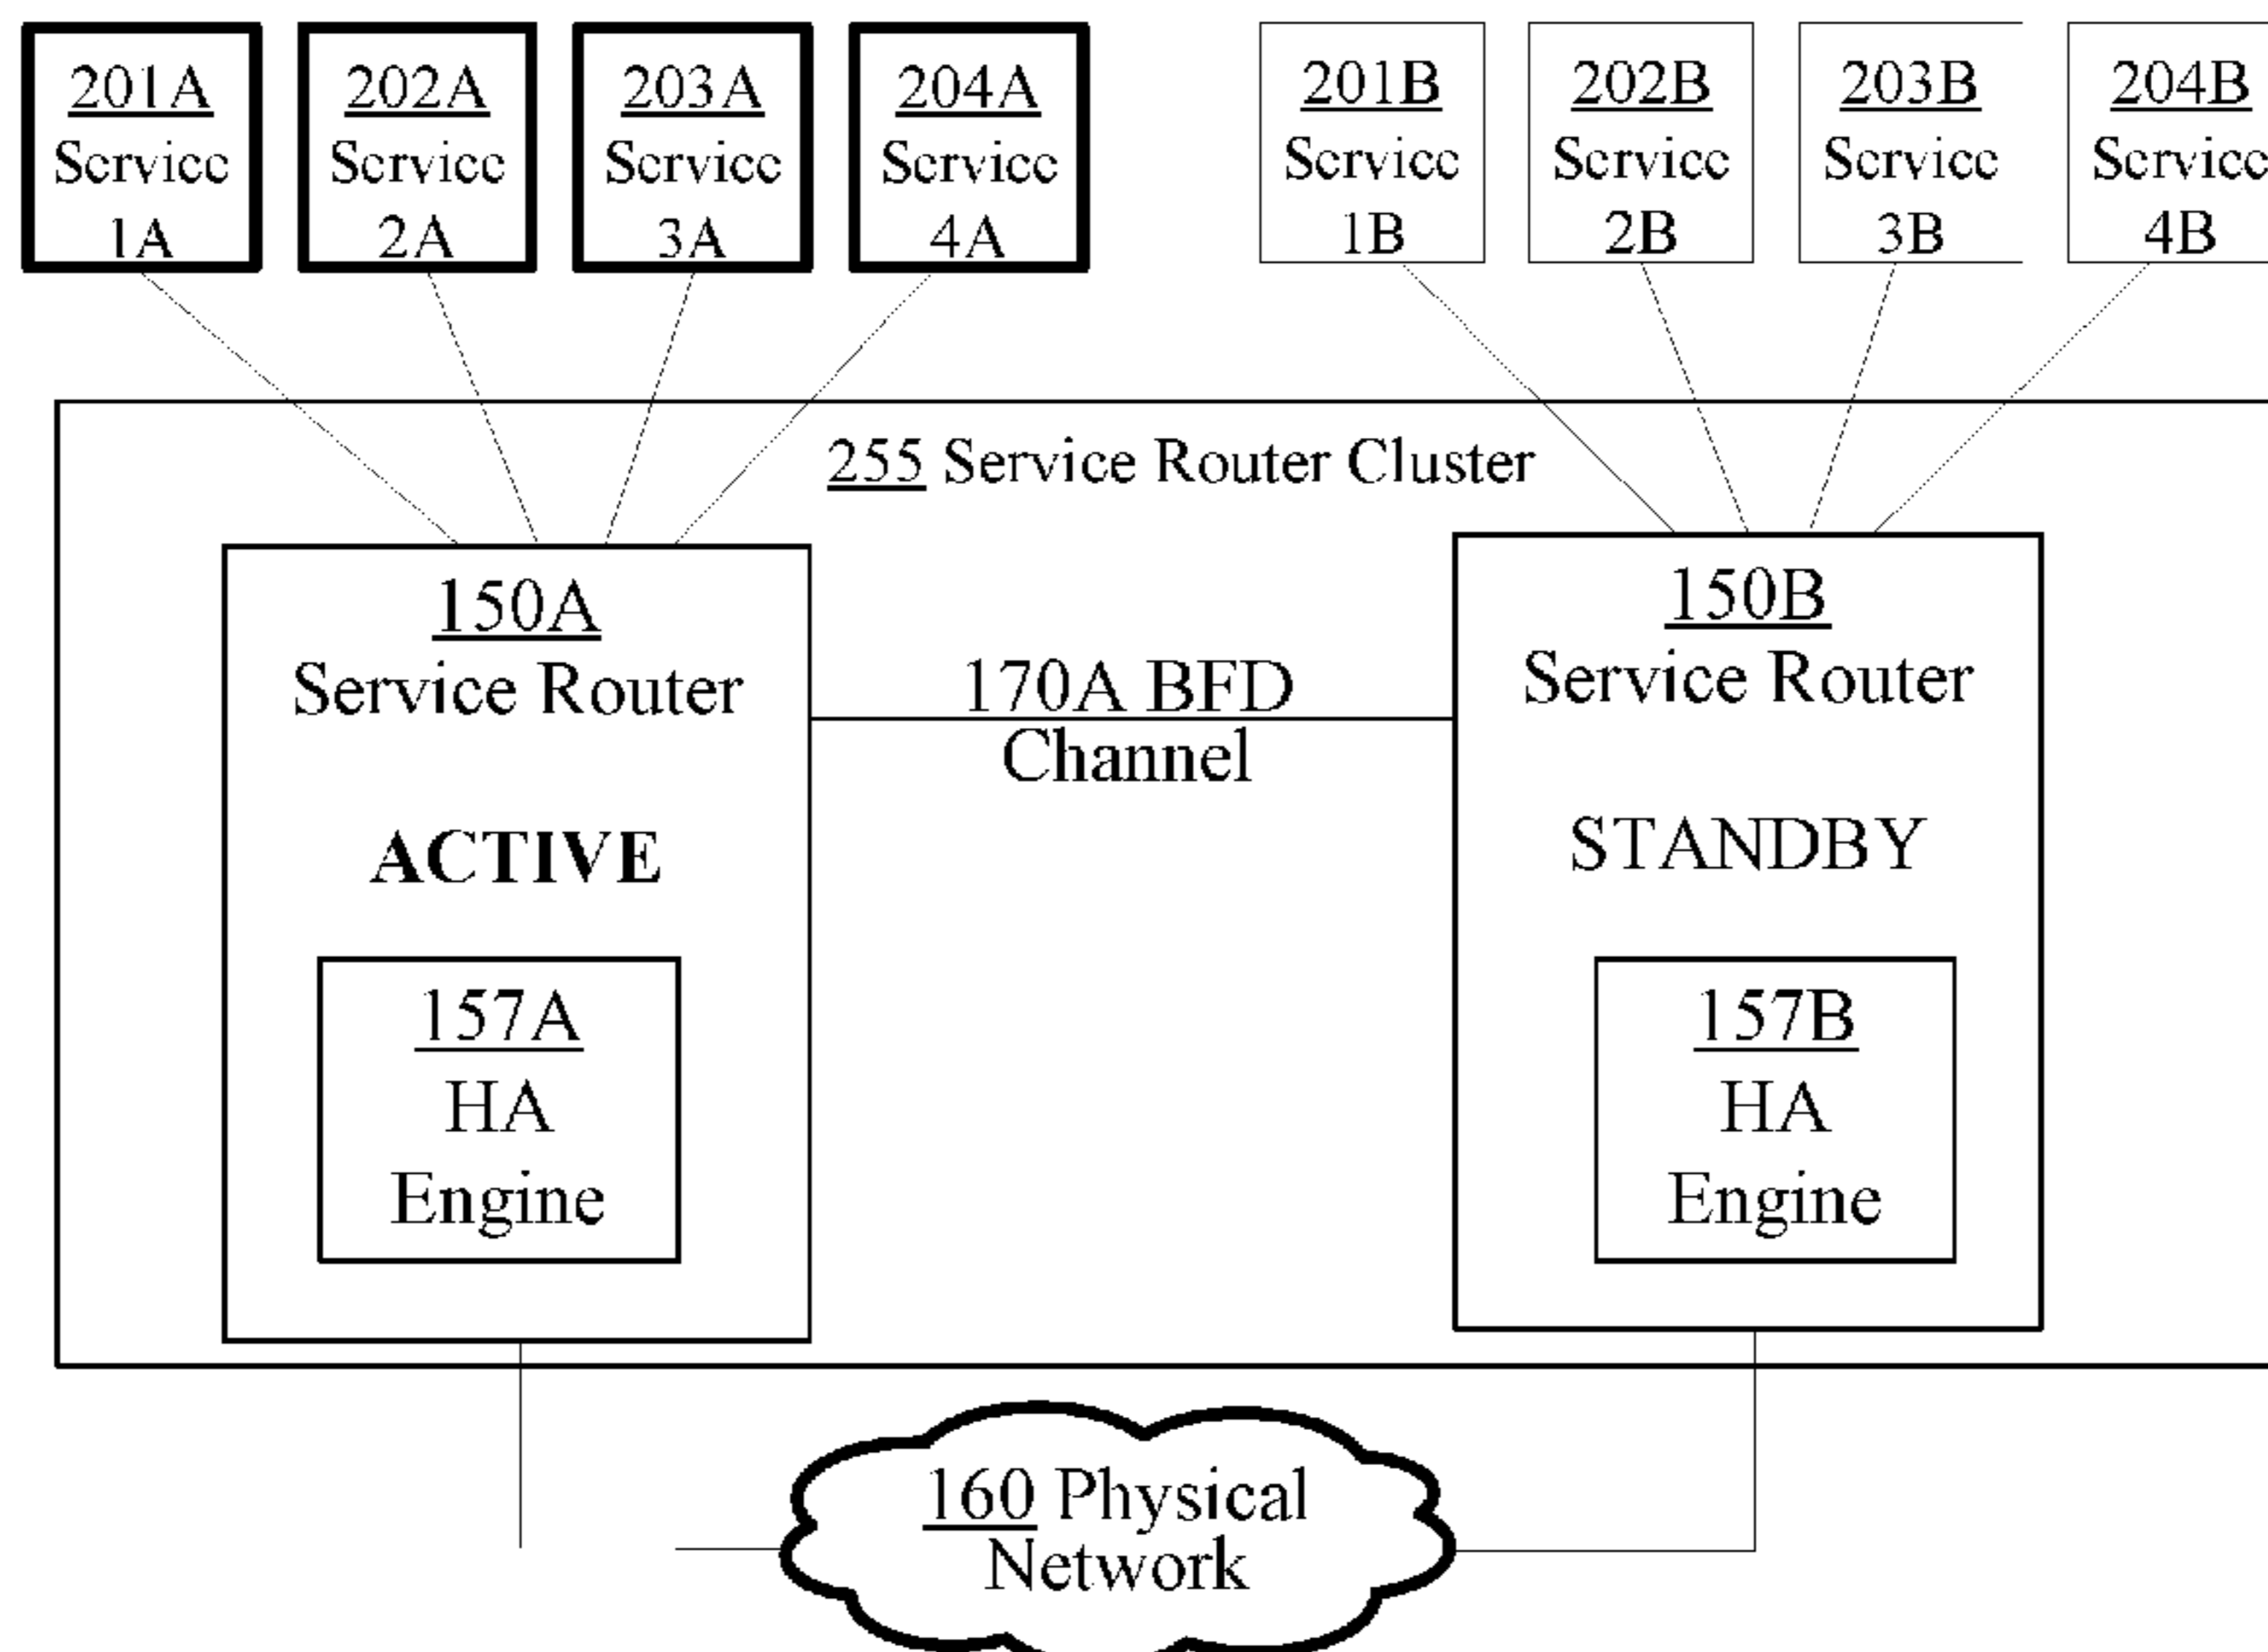 201A
Service
1A
202A
Service
2A
203A
Service
3A
204A
Service
4A
201B
Service
1B
202B
Service
2B
203B
Service
3B
204B
Service
4B
255 Service Router Cluster
150A
Service Router
ACTIVE
157A
HA
Engine
170A BFD
Channel
150B
Service Router
STANDBY
157B
HA
Engine
160 Physical
Network